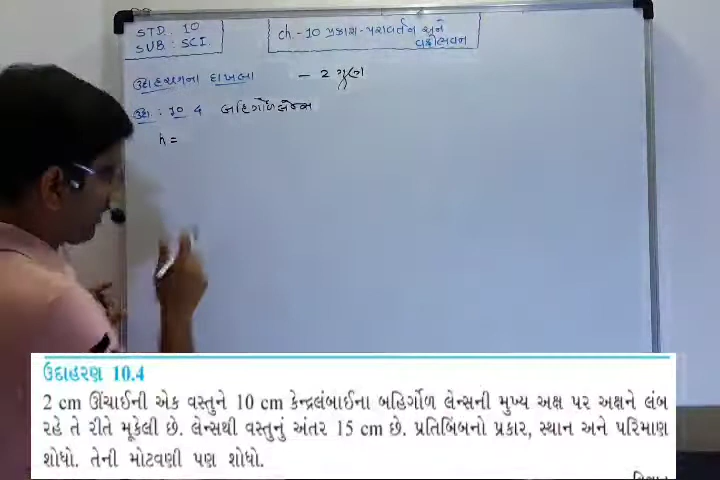 STD. 10
SUB : SCI.
ch - 10 પ્રકાશ - પરાવર્તન અને
વક્રીભવન
ઉદાહરણના દાખલા - 2 ગુણ
ઉદા. : 10.4 બહિર્ગોળ લેન્સ
h =
ઉદાહરણ 10.4
2 cm ઊંચાઈની એક વસ્તુને 10 cm કેન્દ્રલંબાઈના બહિર્ગોળ લેન્સની મુખ્ય અક્ષ પર અક્ષને લંબ
રહે તે રીતે મૂકેલી છે. લેન્સથી વસ્તુનું અંતર 15 cm છે. પ્રતિબિંબનો પ્રકાર, સ્થાન અને પરિમાણ
શોધો. તેની મોટવણી પણ શોધો.